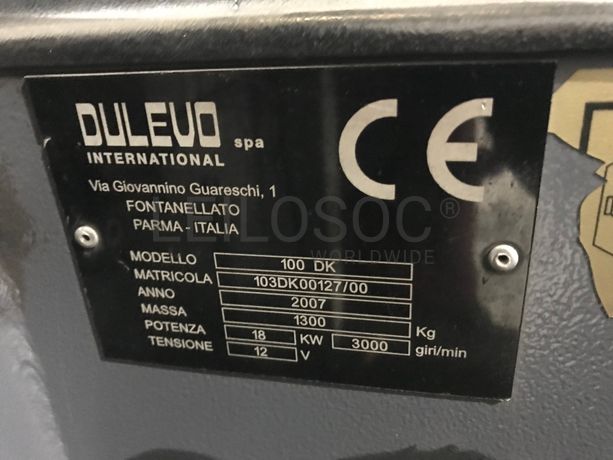 DULEVO spa
INTERNATIONAL
CE
Via Giovannino Guareschi, 1
FONTANELLATO
PARMA - ITALIA
LEILOSOC®
WORLDWIDE
MODELLO 100 DK
MATRICOLA 103DK00127/00
ANNO 2007
MASSA 1300 Kg
POTENZA 18 KW 3000 giri/min
TENSIONE 12 V